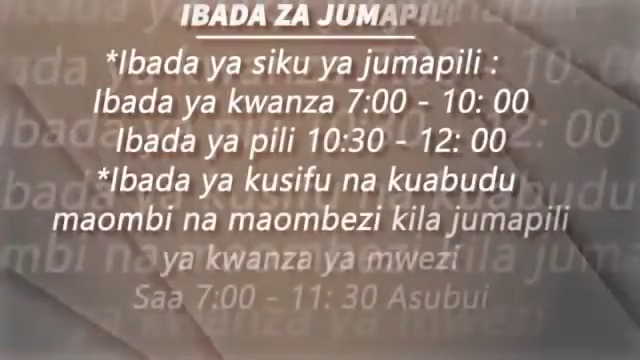 IBADA ZA JUMAPILI
*Ibada ya siku ya jumapili :
Ibada ya kwanza 7:00 - 10: 00
Ibada ya pili 10:30 - 12: 00
*Ibada ya kusifu na kuabudu
maombi na maombezi kila jumapili
ya kwanza ya mwezi
Saa 7:00 - 11: 30 Asubui